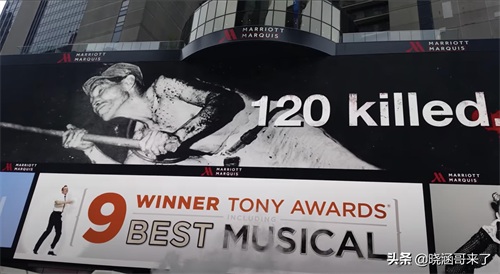 MARRIOTT
MARQUIS
MARRIOTT
MARQUIS
MARRIOTT
MARQUIS
120 killed.
MARRIOTT
MARQUIS
MARRIOTT
MARQUIS
MARRIOTT
MARQUIS
9 WINNER TONY AWARDS®
INCLUDING
BEST MUSICAL
头条 @晓涵哥来了